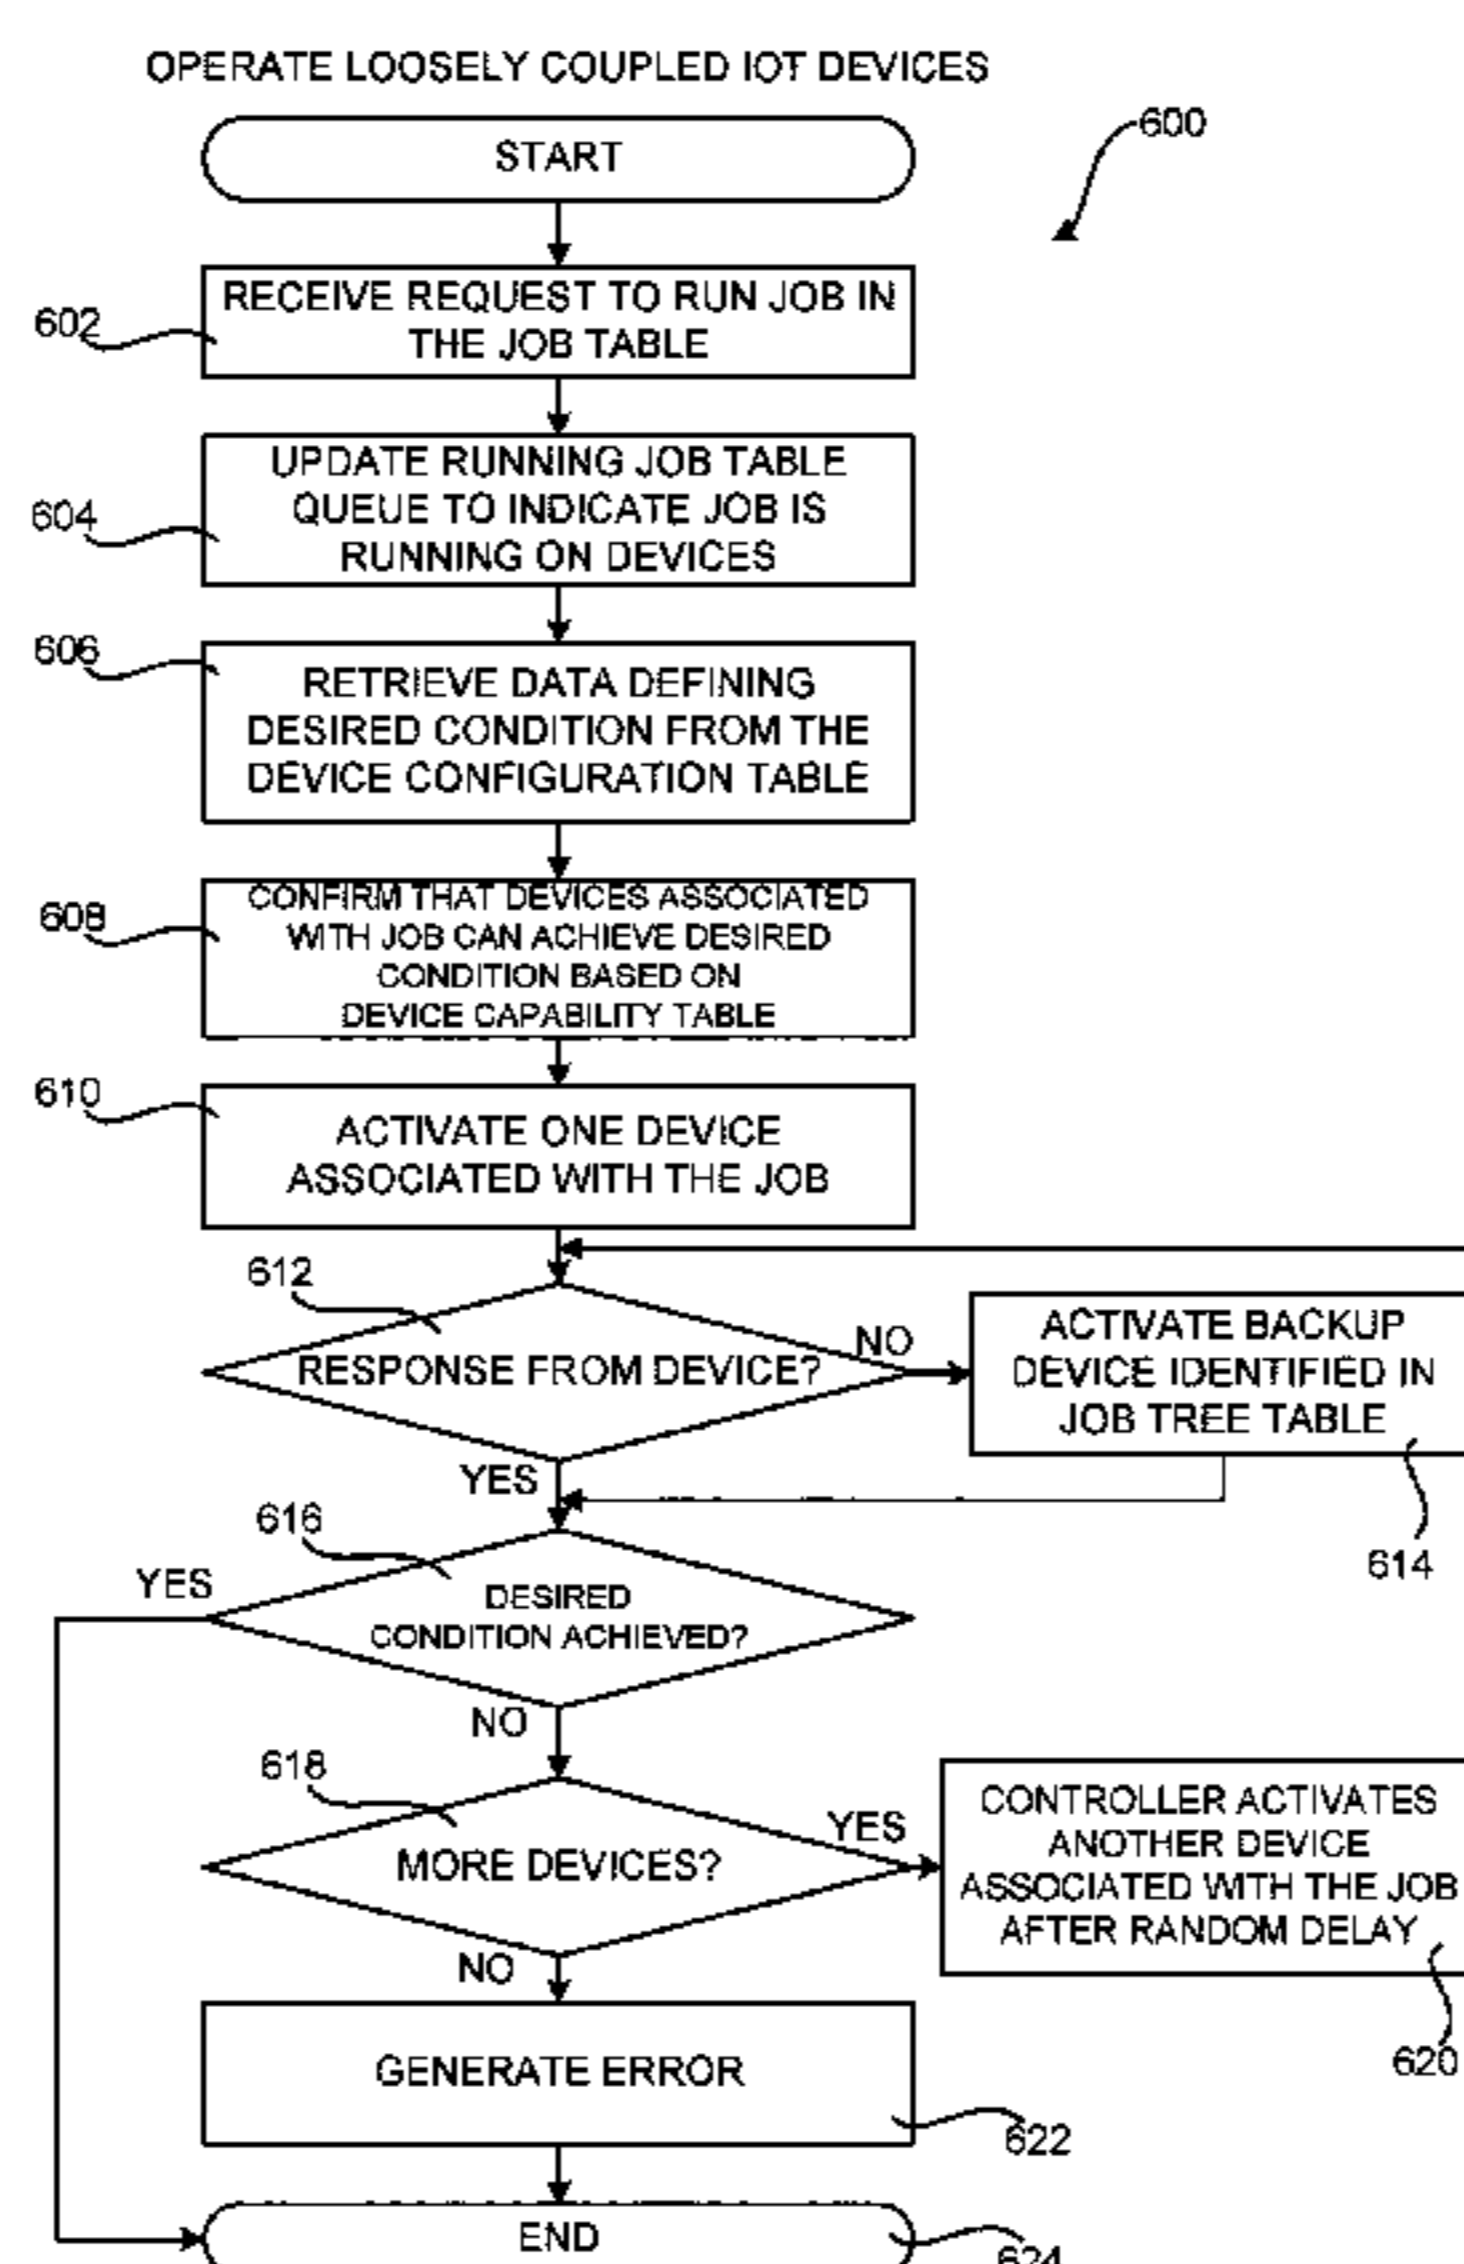 OPERATE LOOSELY COUPLED IOT DEVICES
START
600
602
RECEIVE REQUEST TO RUN JOB IN
THE JOB TABLE
604
UPDATE RUNNING JOB TABLE
QUEUE TO INDICATE JOB IS
RUNNING ON DEVICES
606
RETRIEVE DATA DEFINING
DESIRED CONDITION FROM THE
DEVICE CONFIGURATION TABLE
608
CONFIRM THAT DEVICES ASSOCIATED
WITH JOB CAN ACHIEVE DESIRED
CONDITION BASED ON
DEVICE CAPABILITY TABLE
610
ACTIVATE ONE DEVICE
ASSOCIATED WITH THE JOB
612
RESPONSE FROM DEVICE?
NO
ACTIVATE BACKUP
DEVICE IDENTIFIED IN
JOB TREE TABLE
614
YES
616
DESIRED
CONDITION ACHIEVED?
YES
NO
618
MORE DEVICES?
YES
CONTROLLER ACTIVATES
ANOTHER DEVICE
ASSOCIATED WITH THE JOB
AFTER RANDOM DELAY
620
NO
GENERATE ERROR
622
END
624